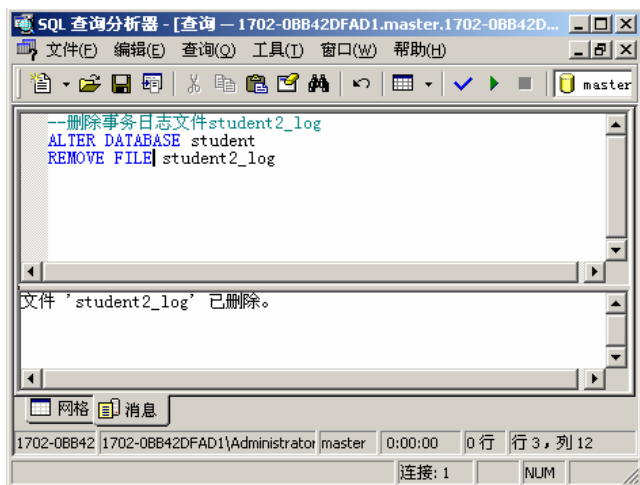 SQL 查询分析器 - [查询 — 1702-0BB42DFAD1.master.1702-0BB42D...
文件(F) 编辑(E) 查询(Q) 工具(T) 窗口(W) 帮助(H)
master
--删除事务日志文件student2_log
ALTER DATABASE student
REMOVE FILE student2_log
文件 'student2_log' 已删除。
网格 消息
1702-0BB42 1702-0BB42DFAD1\Administrator master 0:00:00 0 行 行 3，列 12
连接: 1 NUM